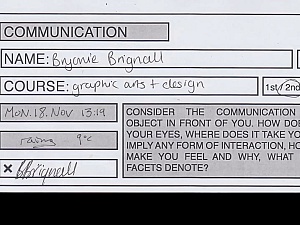 COMMUNICATION
NAME: Bryonie Brignall
COURSE: graphic arts + design
1st/2nd
MON. 18. NOV 13:19
raining 9°c
CONSIDER THE COMMUNICATION
OBJECT IN FRONT OF YOU. HOW DOE
YOUR EYES, WHERE DOES IT TAKE YO
IMPLY ANY FORM OF INTERACTION, HO
MAKE YOU FEEL AND WHY, WHAT
FACETS DENOTE?
× BBrignall